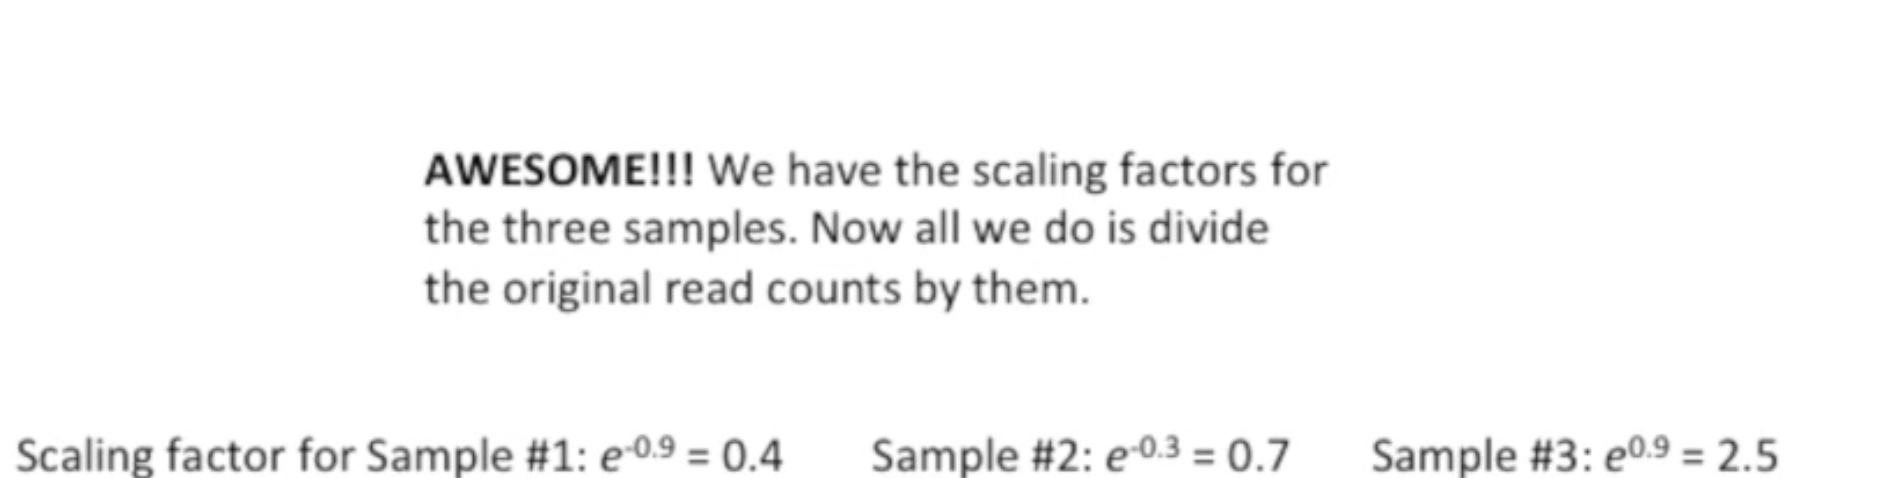 AWESOME!!! We have the scaling factors for
the three samples. Now all we do is divide
the original read counts by them.
Scaling factor for Sample #1: e^-0.9 = 0.4 Sample #2: e^-0.3 = 0.7 Sample #3: e^0.9 = 2.5